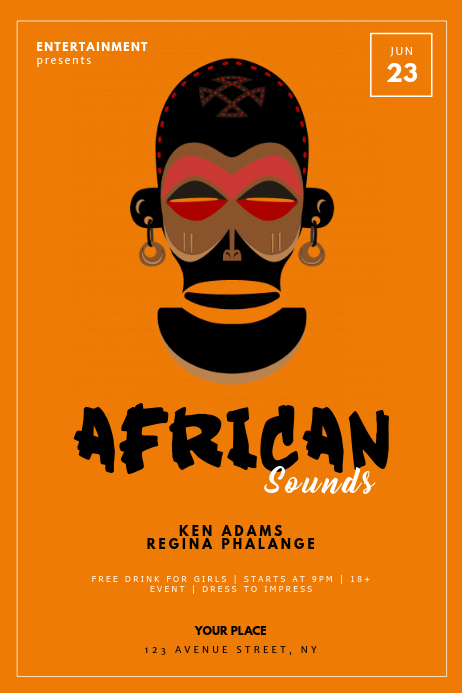 ENTERTAINMENT
presents
JUN
23
AFRICAN
Sounds
KEN ADAMS
REGINA PHALANGE
FREE DRINK FOR GIRLS | STARTS AT 9PM | 18+
EVENT | DRESS TO IMPRESS
YOUR PLACE
123 AVENUE STREET, NY